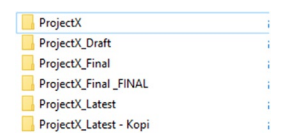 ProjectX
ProjectX_Draft
ProjectX_Final
ProjectX_Final _FINAL
ProjectX_Latest
ProjectX_Latest - Kopi